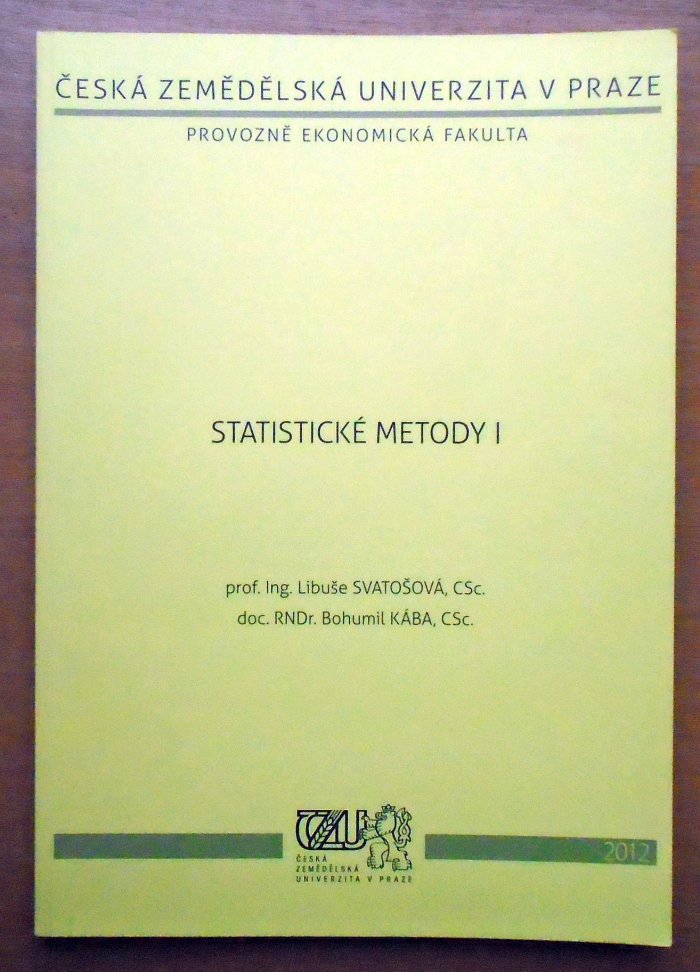 ČESKÁ ZEMĚDĚLSKÁ UNIVERZITA V PRAZE
PROVOZNĚ EKONOMICKÁ FAKULTA
STATISTICKÉ METODY I
prof. Ing. Libuše SVATOŠOVÁ, CSc.
doc. RNDr. Bohumil KÁBA, CSc.
ČZU
ČESKÁ
ZEMĚDĚLSKÁ
UNIVERZITA V PRAZE
2012